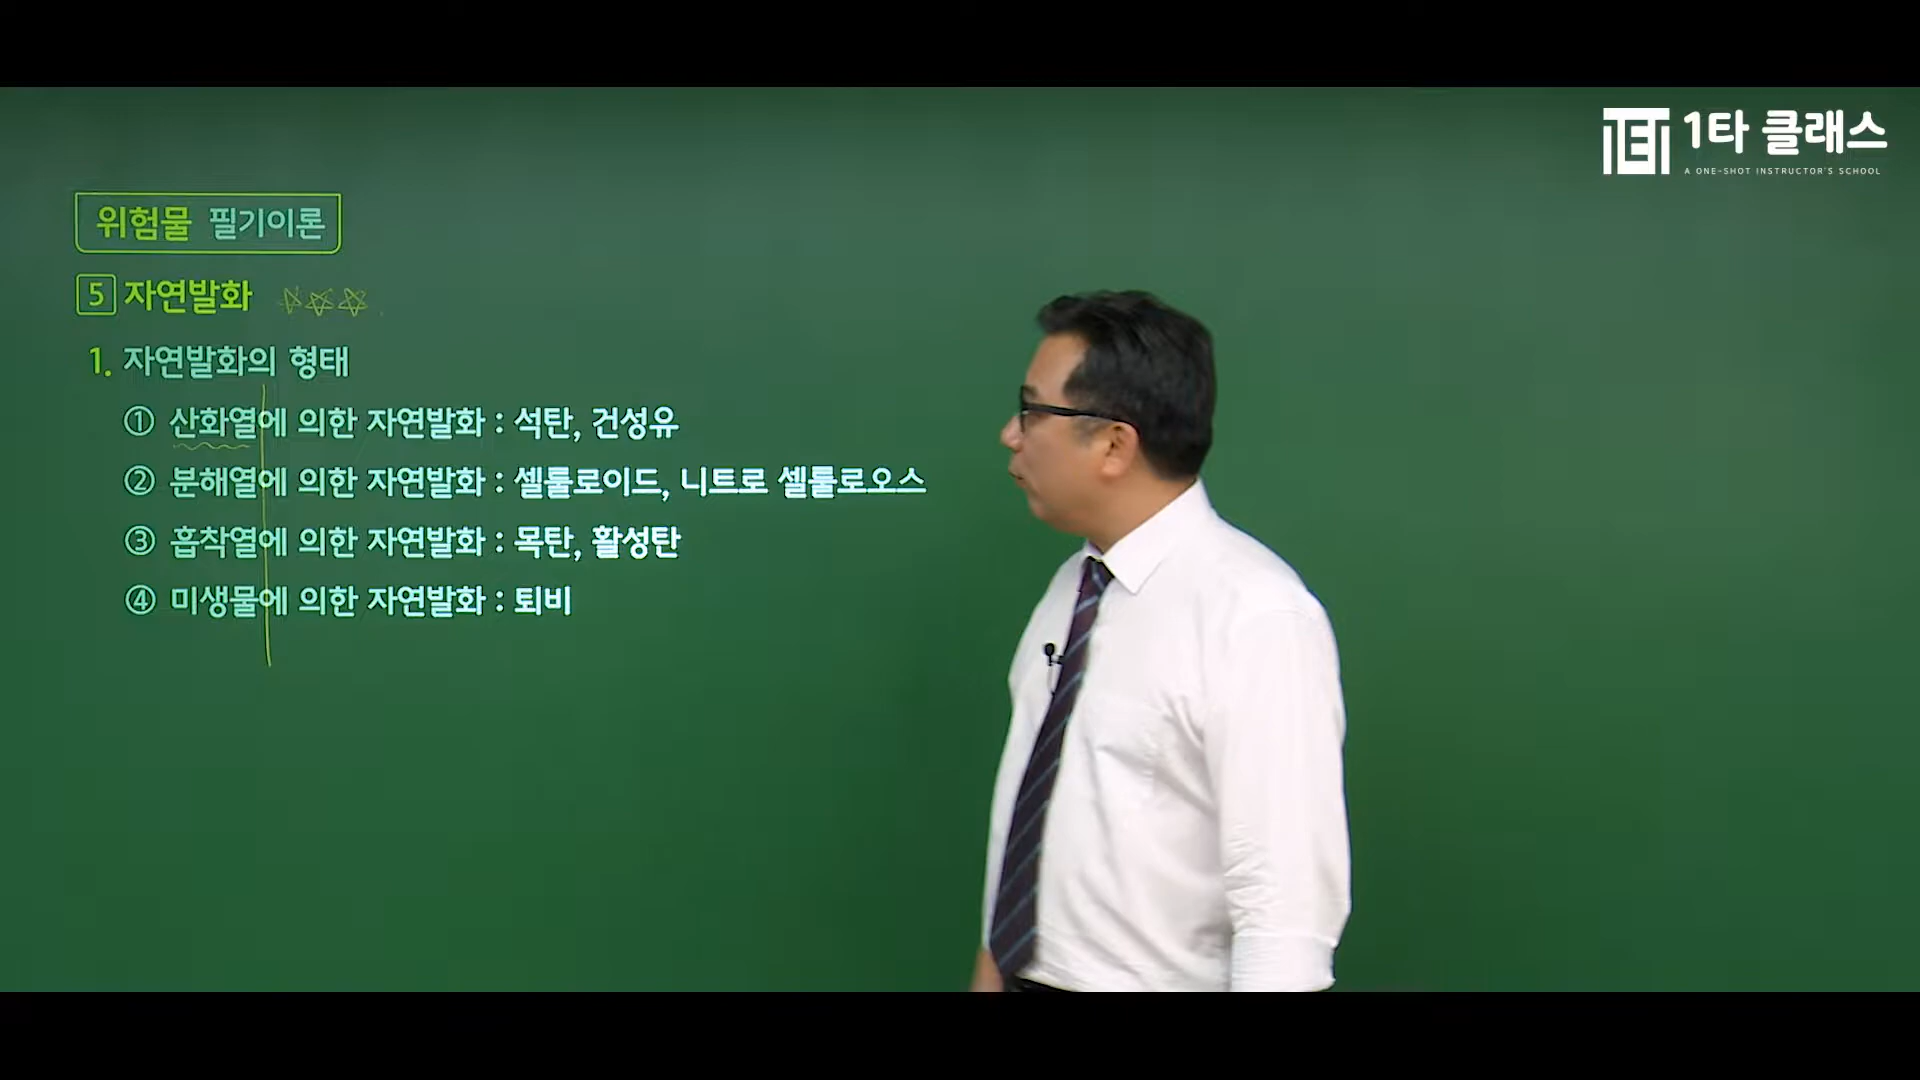 1타 클래스
A ONE-SHOT INSTRUCTOR'S SCHOOL
위험물 필기이론
5 자연발화
1. 자연발화의 형태
① 산화열에 의한 자연발화 : 석탄, 건성유
② 분해열에 의한 자연발화 : 셀룰로이드, 니트로 셀룰로오스
③ 흡착열에 의한 자연발화 : 목탄, 활성탄
④ 미생물에 의한 자연발화 : 퇴비